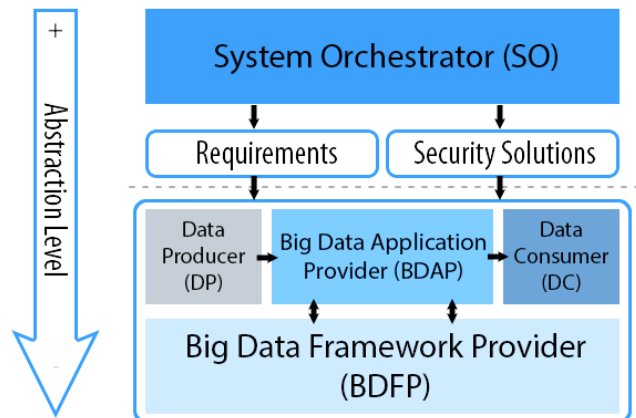 +
Abstraction Level
-
System Orchestrator (SO)
Requirements
Security Solutions
Data
Producer
(DP)
Big Data Application
Provider (BDAP)
Data
Consumer
(DC)
Big Data Framework Provider
(BDFP)